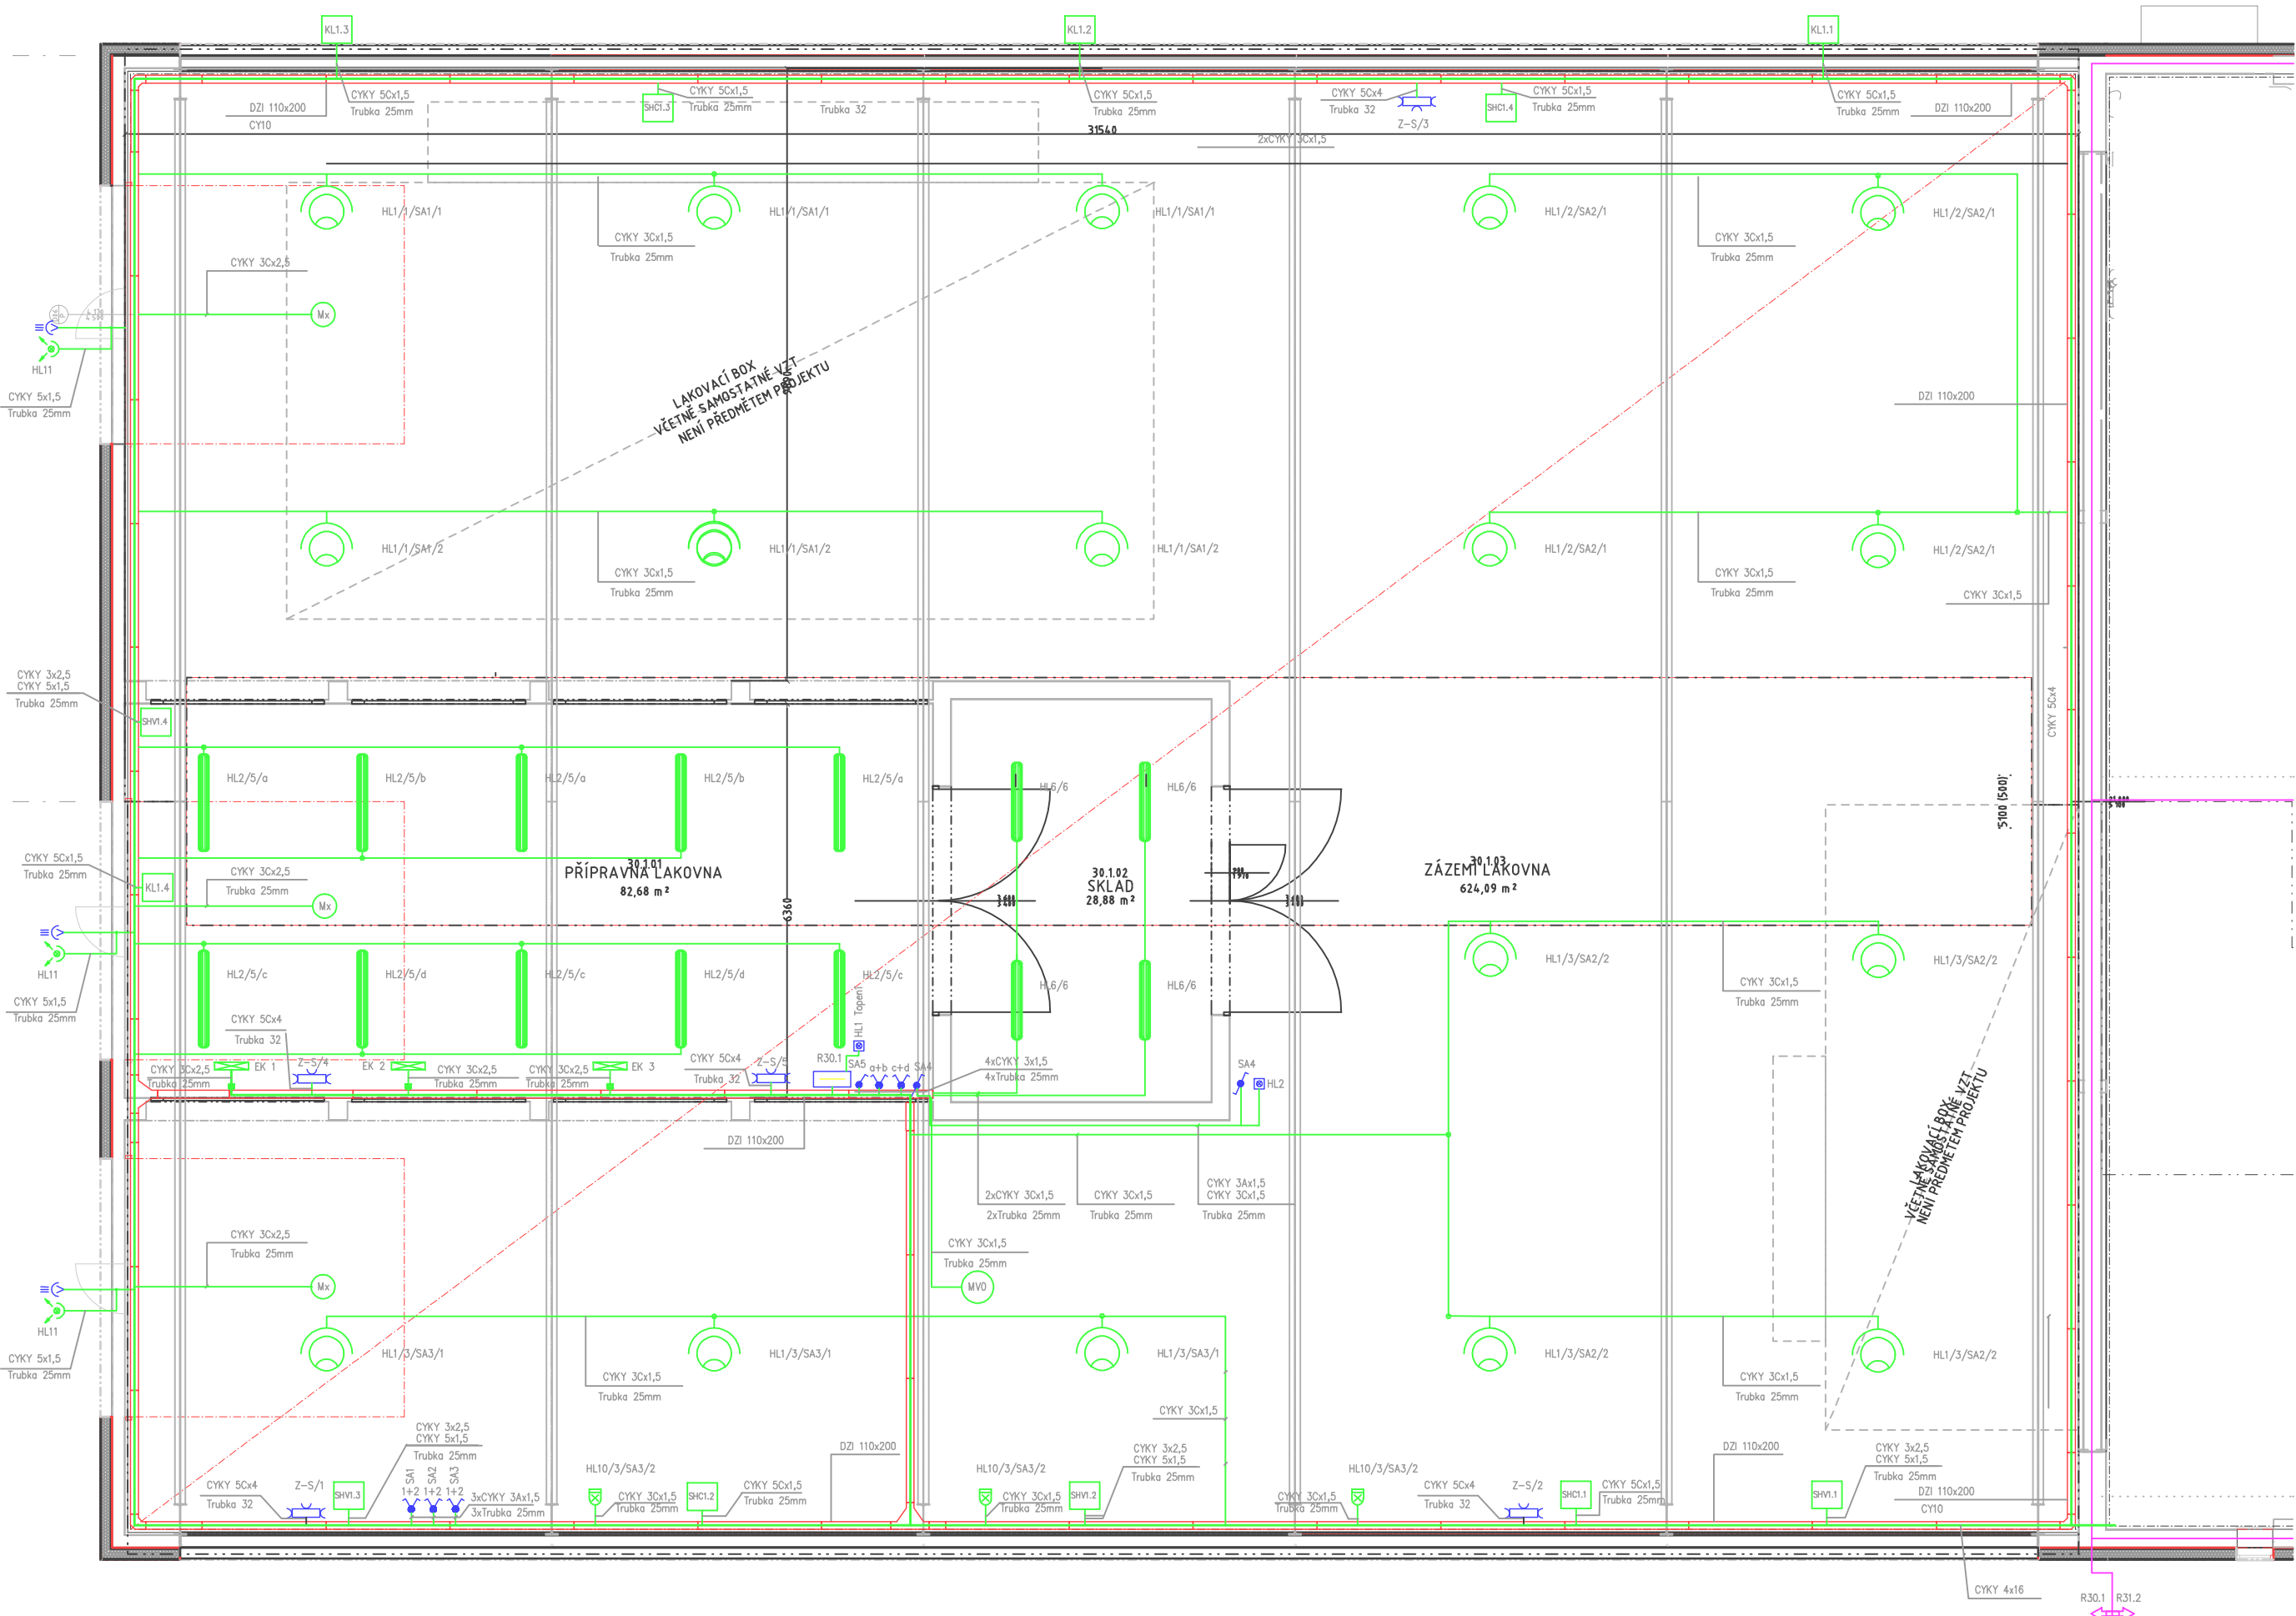 KL1.3
KL1.2
KL1.1
CYKY 5Cx1,5
Trubka 25mm
DZI 110x200
CY10
SHC1.3
CYKY 5Cx1,5
Trubka 25mm
Trubka 32
CYKY 5Cx1,5
Trubka 25mm
31540
CYKY 5Cx4
Trubka 32
Z-S/3
SHC1.4
CYKY 5Cx1,5
Trubka 25mm
2xCYKY 3Cx1,5
CYKY 5Cx1,5
Trubka 25mm
DZI 110x200
HL1/1/SA1/1
HL1/1/SA1/1
HL1/1/SA1/1
HL1/2/SA2/1
HL1/2/SA2/1
CYKY 3Cx1,5
Trubka 25mm
CYKY 3Cx1,5
Trubka 25mm
CYKY 3Cx2,5
Mx
HL11
CYKY 5x1,5
Trubka 25mm
LAKOVACÍ BOX
VČETNĚ SAMOSTATNÉ VZT
NENÍ PŘEDMĚTEM PROJEKTU
DZI 110x200
HL1/1/SA1/2
HL1/1/SA1/2
HL1/1/SA1/2
HL1/2/SA2/1
HL1/2/SA2/1
CYKY 3Cx1,5
Trubka 25mm
CYKY 3Cx1,5
Trubka 25mm
CYKY 3Cx1,5
CYKY 3x2,5
CYKY 5x1,5
Trubka 25mm
SHV1.4
CYKY 5Cx4
HL2/5/a
HL2/5/b
HL2/5/a
HL2/5/b
HL2/5/a
HL6/6
HL6/6
5100 (500)
CYKY 5Cx1,5
Trubka 25mm
KL1.4
CYKY 3Cx2,5
Trubka 25mm
Mx
30.1.01
PŘÍPRAVNA LAKOVNA
82,68 m²
6360
30.1.02
SKLAD
28,88 m²
30.1.03
ZÁZEMÍ LAKOVNA
624,09 m²
HL11
CYKY 5x1,5
Trubka 25mm
HL2/5/c
HL2/5/d
HL2/5/c
HL2/5/d
HL2/5/c
HL6/6
HL6/6
HL1/3/SA2/2
HL1/3/SA2/2
CYKY 3Cx1,5
Trubka 25mm
CYKY 5Cx4
Trubka 32
Z-S/4
CYKY 3Cx2,5
Trubka 25mm
EK 1
EK 2
CYKY 3Cx2,5
Trubka 25mm
CYKY 3Cx2,5
Trubka 25mm
EK 3
CYKY 5Cx4
Trubka 32
Z-S/5
R30.1
HL1 Topení
SA5
a+b
c+d
SA4
4xCYKY 3x1,5
4xTrubka 25mm
SA4
HL2
DZI 110x200
LAKOVACÍ BOX
VČETNĚ SAMOSTATNÉ VZT
NENÍ PŘEDMĚTEM PROJEKTU
2xCYKY 3Cx1,5
2xTrubka 25mm
CYKY 3Cx1,5
Trubka 25mm
CYKY 3Ax1,5
CYKY 3Cx1,5
Trubka 25mm
CYKY 3Cx2,5
Trubka 25mm
Mx
CYKY 3Cx1,5
Trubka 25mm
MVO
HL11
CYKY 5x1,5
Trubka 25mm
HL1/3/SA3/1
HL1/3/SA3/1
HL1/3/SA3/1
HL1/3/SA2/2
HL1/3/SA2/2
CYKY 3Cx1,5
Trubka 25mm
CYKY 3Cx1,5
CYKY 3Cx1,5
Trubka 25mm
CYKY 5Cx4
Trubka 32
Z-S/1
SHV1.3
CYKY 3x2,5
CYKY 5x1,5
Trubka 25mm
SA1
SA2
SA3
1+2
1+2
1+2
3xCYKY 3Ax1,5
3xTrubka 25mm
HL10/3/SA3/2
CYKY 3Cx1,5
Trubka 25mm
SHC1.2
CYKY 5Cx1,5
Trubka 25mm
DZI 110x200
HL10/3/SA3/2
CYKY 3Cx1,5
Trubka 25mm
SHV1.2
CYKY 3x2,5
CYKY 5x1,5
Trubka 25mm
HL10/3/SA3/2
CYKY 3Cx1,5
Trubka 25mm
CYKY 5Cx4
Trubka 32
Z-S/2
SHC1.1
CYKY 5Cx1,5
Trubka 25mm
DZI 110x200
SHV1.1
CYKY 3x2,5
CYKY 5x1,5
Trubka 25mm
DZI 110x200
CY10
CYKY 4x16
R30.1
R31.2